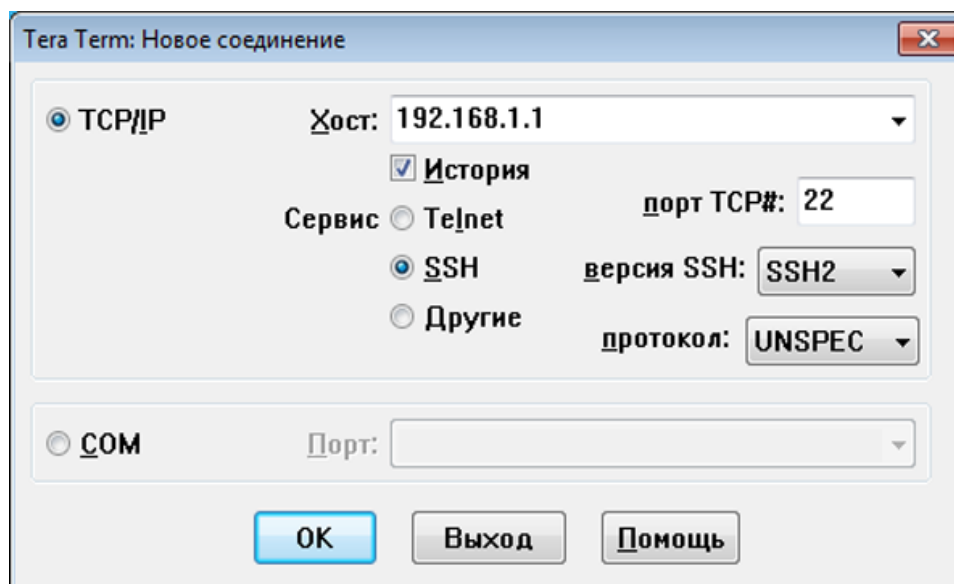 Tera Term: Новое соединение
TCP/IP Хост: 192.168.1.1
История
порт TCP#: 22
Сервис Telnet
SSH версия SSH: SSH2
Другие
протокол: UNSPEC
COM Порт:
OK Выход Помощь